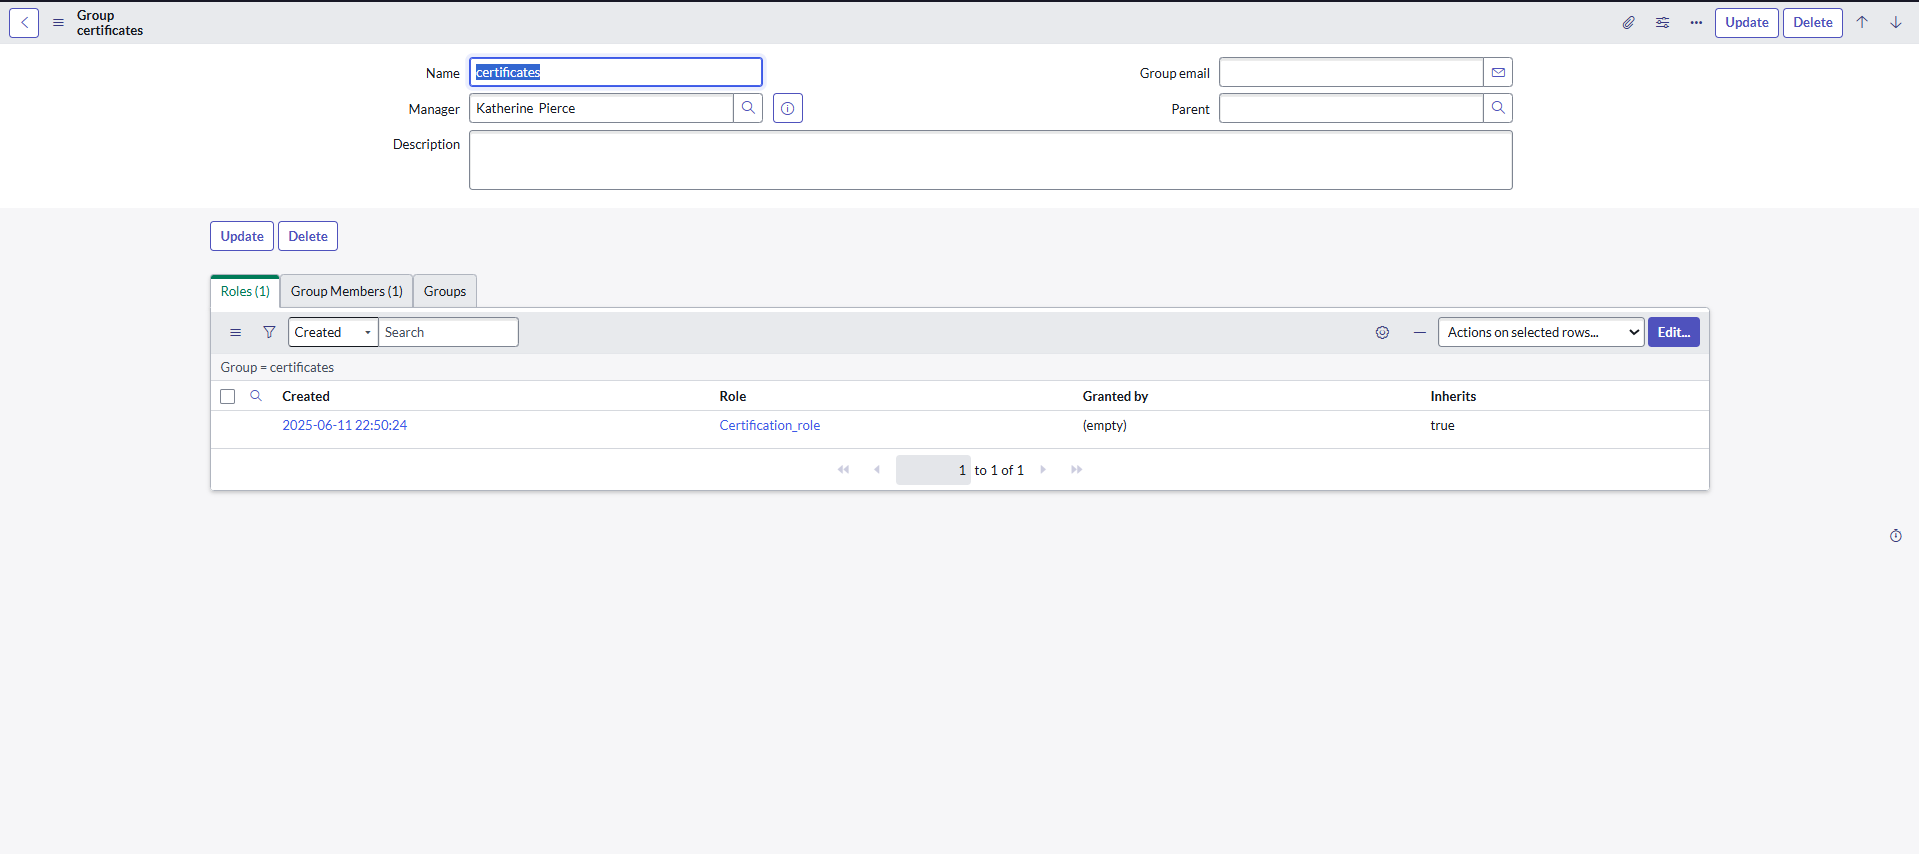 Group
certificates
Update
Delete
Name
certificates
Group email
Manager
Katherine Pierce
Parent
Description
Update
Delete
Roles (1)
Group Members (1)
Groups
Created
Search
Actions on selected rows...
Edit...
Group = certificates
Created
Role
Granted by
Inherits
2025-06-11 22:50:24
Certification_role
(empty)
true
1 to 1 of 1